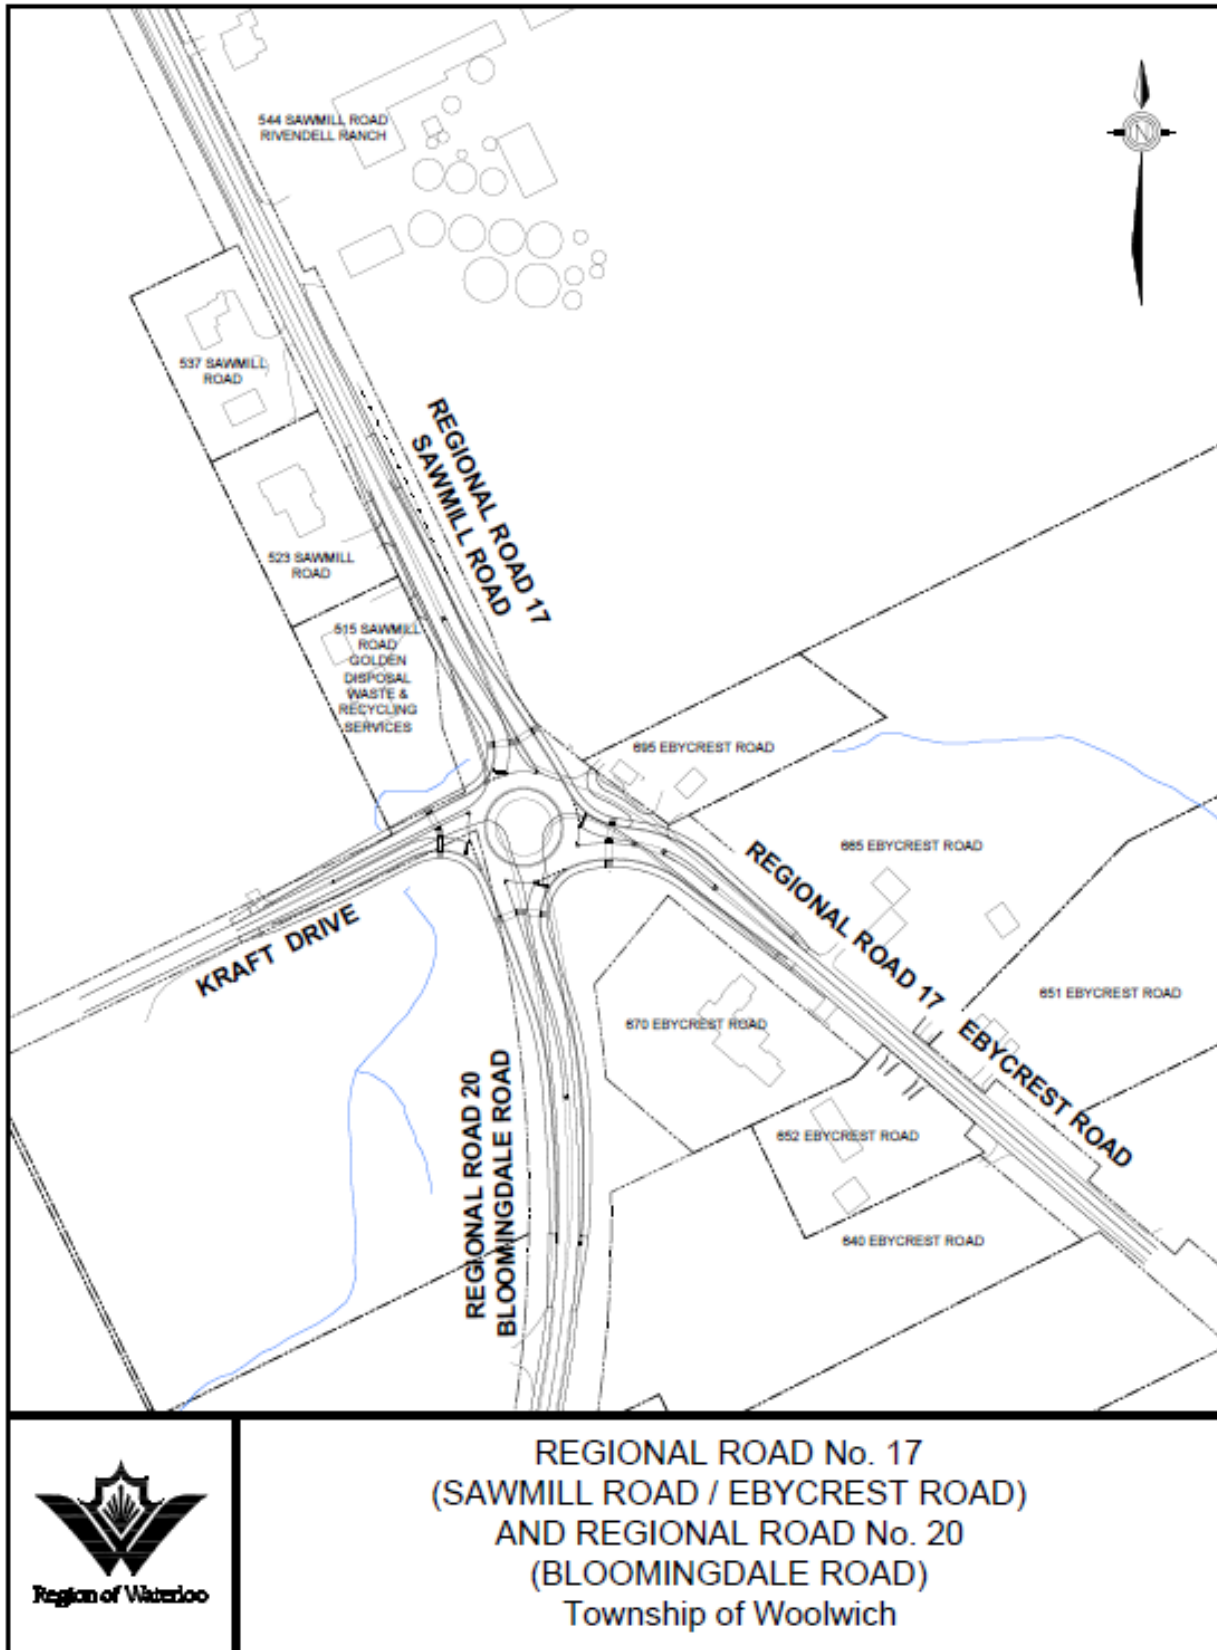 544 SAWMILL ROAD
RIVENDELL RANCH
N
537 SAWMILL
ROAD
REGIONAL ROAD 17
SAWMILL ROAD
523 SAWMILL
ROAD
515 SAWMILL
ROAD
GOLDEN
DISPOSAL
WASTE &
RECYCLING
SERVICES
695 EBYCREST ROAD
665 EBYCREST ROAD
REGIONAL ROAD 17 EBYCREST ROAD
KRAFT DRIVE
651 EBYCREST ROAD
670 EBYCREST ROAD
REGIONAL ROAD 20
BLOOMINGDALE ROAD
652 EBYCREST ROAD
640 EBYCREST ROAD
Region of Waterloo
REGIONAL ROAD No. 17
(SAWMILL ROAD / EBYCREST ROAD)
AND REGIONAL ROAD No. 20
(BLOOMINGDALE ROAD)
Township of Woolwich